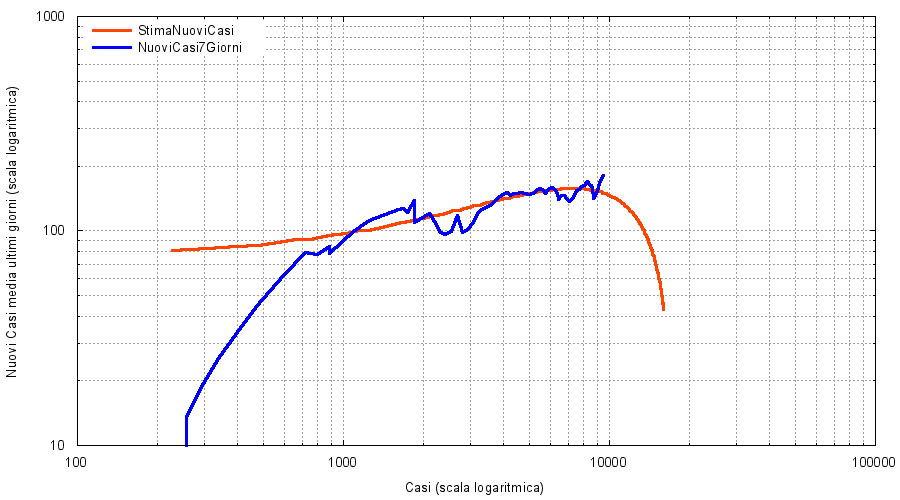 1000
StimaNuoviCasi
NuoviCasi7Giorni
Nuovi Casi media ultimi giorni (scala logaritmica)
100
10
100
1000
10000
100000
Casi (scala logaritmica)